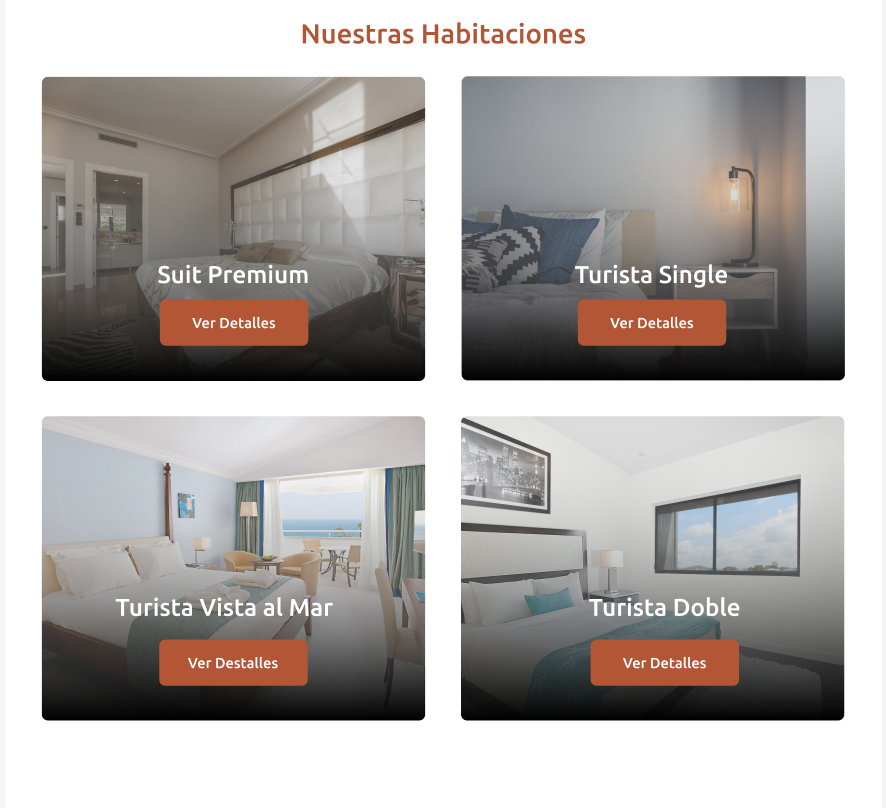 Nuestras Habitaciones
Suit Premium
Ver Detalles
Turista Single
Ver Detalles
Turista Vista al Mar
Ver Destalles
Turista Doble
Ver Detalles